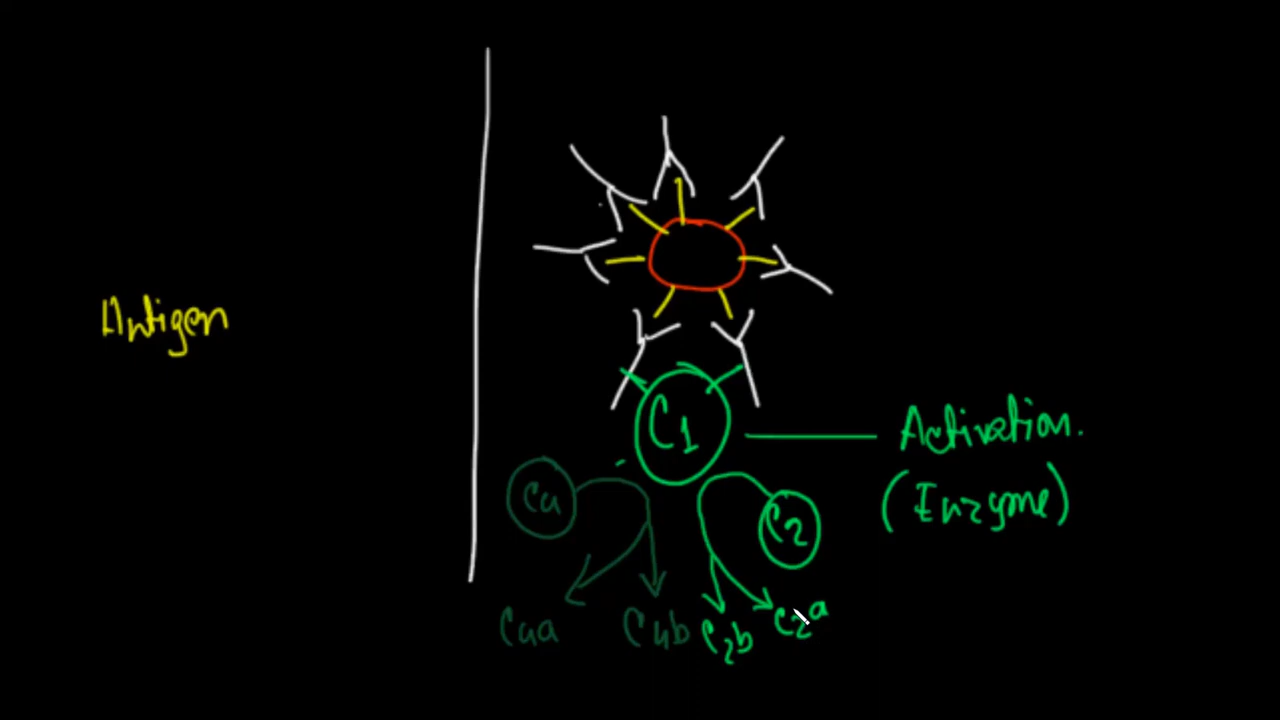 Antigen
C1
Activation.
(Enzyme)
C4
C2
C4a
C4b
C2b
C2a